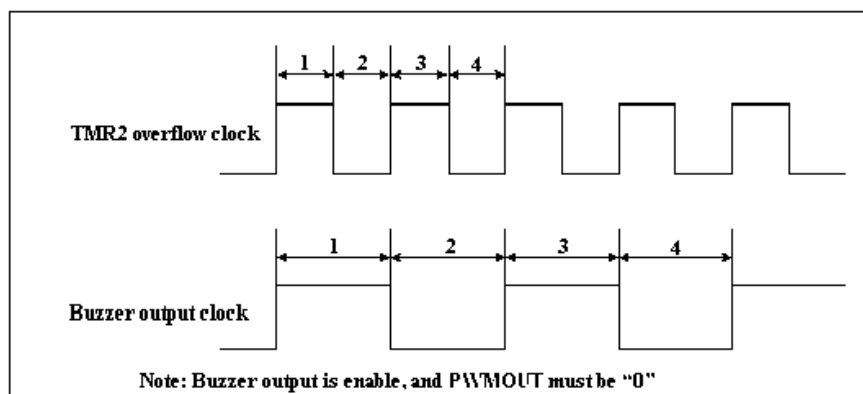 1 2 3 4
TMR2 overflow clock
1 2 3 4
Buzzer output clock
Note: Buzzer output is enable, and PWMOUT must be “0”